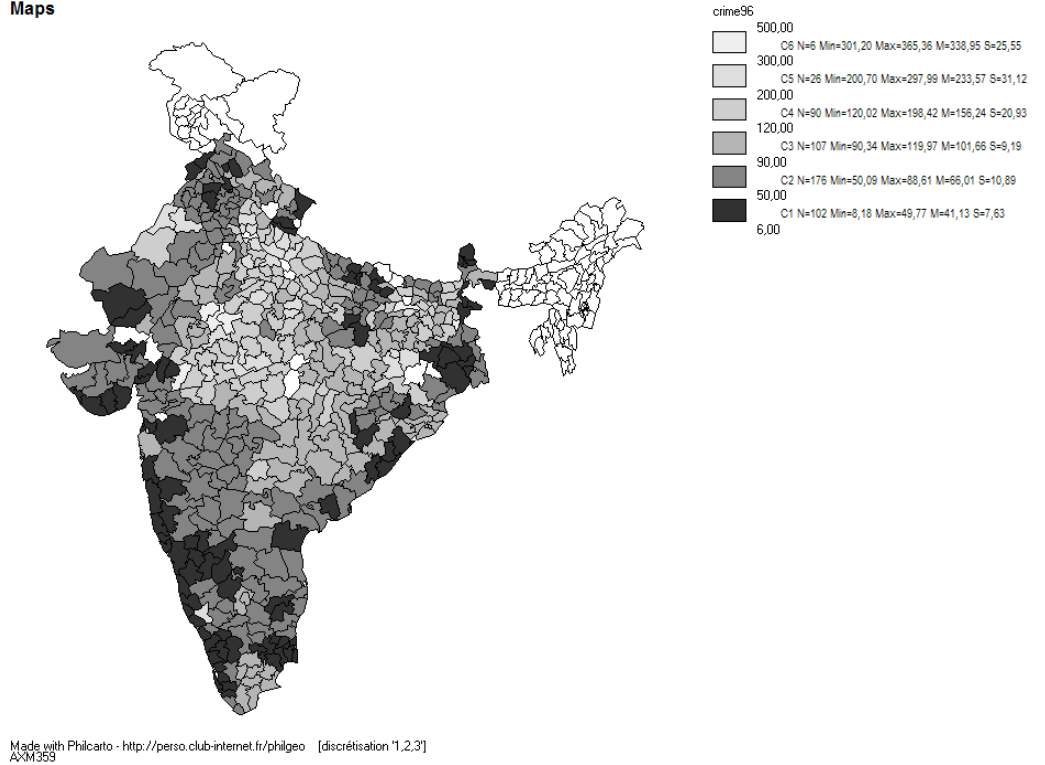 Maps
crime96
500,00
C6 N=6 Min=301,20 Max=365,36 M=338,95 S=25,55
300,00
C5 N=26 Min=200,70 Max=297,99 M=233,57 S=31,12
200,00
C4 N=90 Min=120,02 Max=198,42 M=156,24 S=20,93
120,00
C3 N=107 Min=90,34 Max=119,97 M=101,66 S=9,19
90,00
C2 N=176 Min=50,09 Max=88,61 M=66,01 S=10,89
50,00
C1 N=102 Min=8,18 Max=49,77 M=41,13 S=7,63
6,00
Made with Philcarto - http://perso.club-internet.fr/philgeo [discrétisation '1,2,3']
AXM359